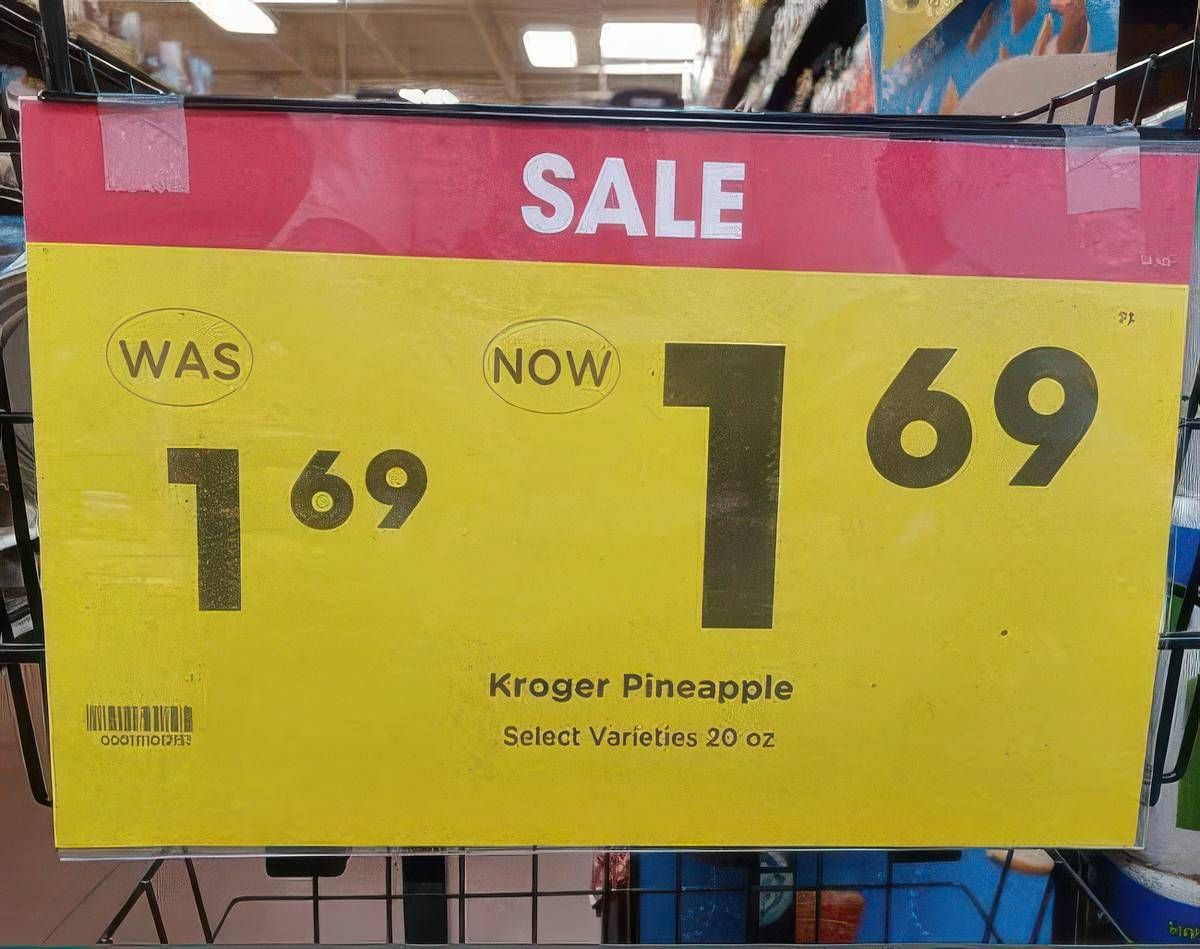 SALE
WAS
NOW
1 69
1 69
Kroger Pineapple
Select Varieties 20 oz